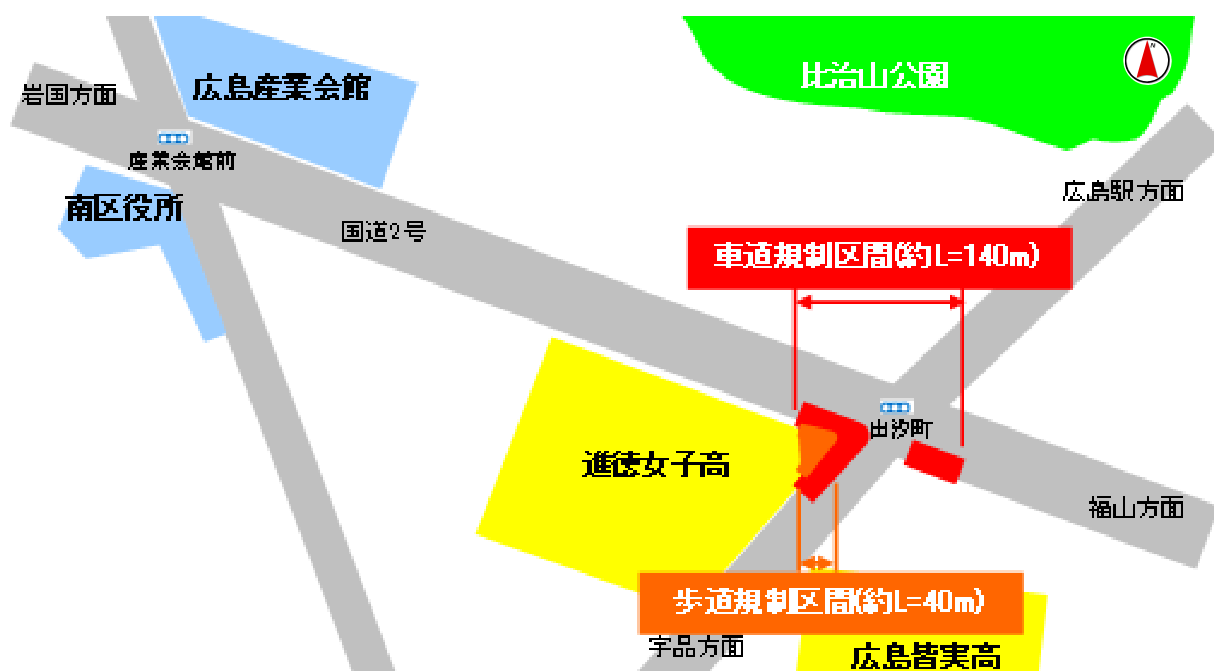 広島産業会館
比治山公園
N
岩国方面
産業会館前
南区役所
広島駅方面
国道2号
車道規制区間(約L=140m)
出汐町
進徳女子高
福山方面
歩道規制区間(約L=40m)
宇品方面
広島皆実高